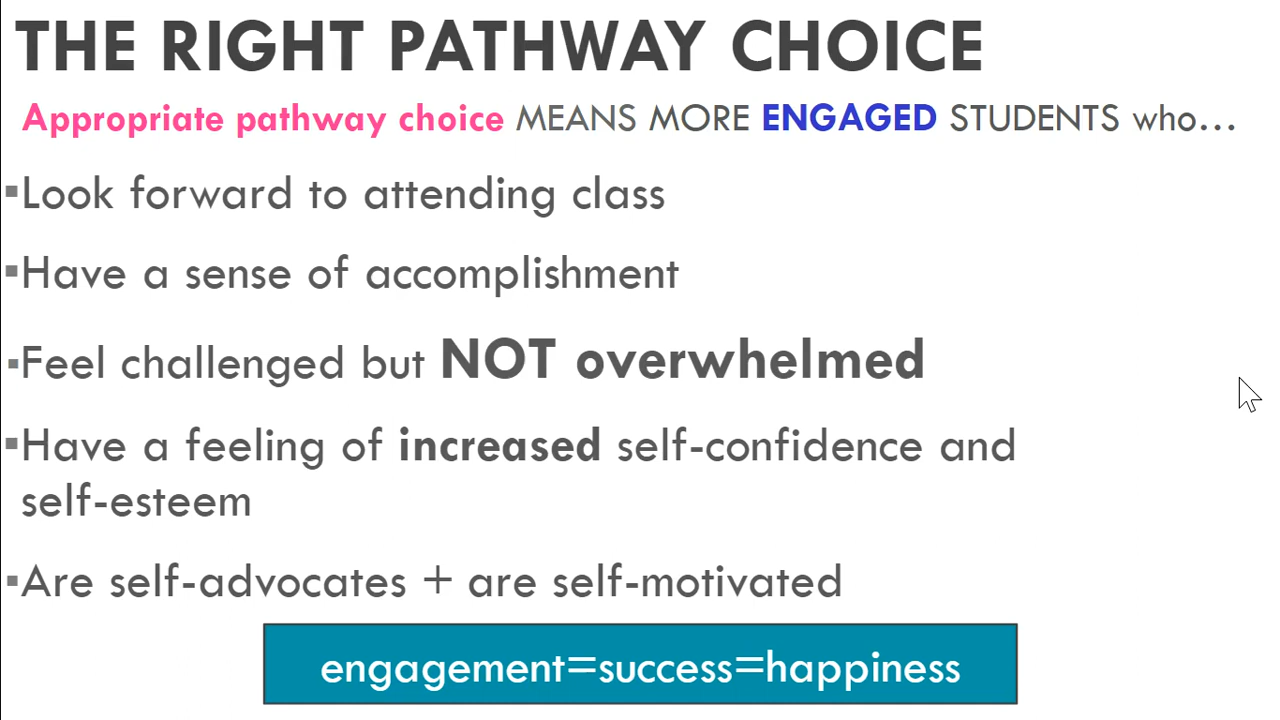 THE RIGHT PATHWAY CHOICE
Appropriate pathway choice MEANS MORE ENGAGED STUDENTS who...
▪Look forward to attending class
▪Have a sense of accomplishment
▪Feel challenged but NOT overwhelmed
▪Have a feeling of increased self-confidence and
self-esteem
▪Are self-advocates + are self-motivated
engagement=success=happiness